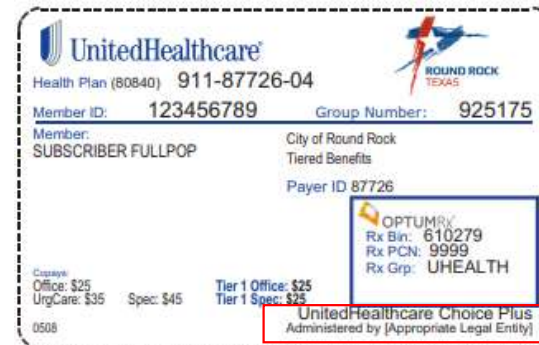 UnitedHealthcare®
ROUND ROCK
TEXAS
Health Plan (80840) 911-87726-04
Member ID: 123456789 Group Number: 925175
Member:
SUBSCRIBER FULLPOP
City of Round Rock
Tiered Benefits
Payer ID 87726
OPTUMRx
Rx Bin: 610279
Rx PCN: 9999
Rx Grp: UHEALTH
Copays:
Office: $25 Tier 1 Office: $25
UrgCare: $35 Spec: $45 Tier 1 Spec: $25
UnitedHealthcare Choice Plus
0508 Administered by [Appropriate Legal Entity]